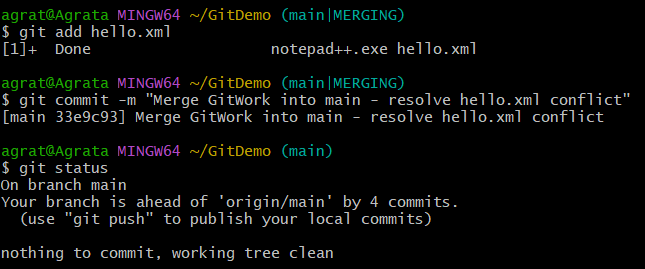 agrat@Agrata MINGW64 ~/GitDemo (main|MERGING)
$ git add hello.xml
[1]+  Done                    notepad++.exe hello.xml
agrat@Agrata MINGW64 ~/GitDemo (main|MERGING)
$ git commit -m "Merge GitWork into main - resolve hello.xml conflict"
[main 33e9c93] Merge GitWork into main - resolve hello.xml conflict
agrat@Agrata MINGW64 ~/GitDemo (main)
$ git status
On branch main
Your branch is ahead of 'origin/main' by 4 commits.
  (use "git push" to publish your local commits)
nothing to commit, working tree clean